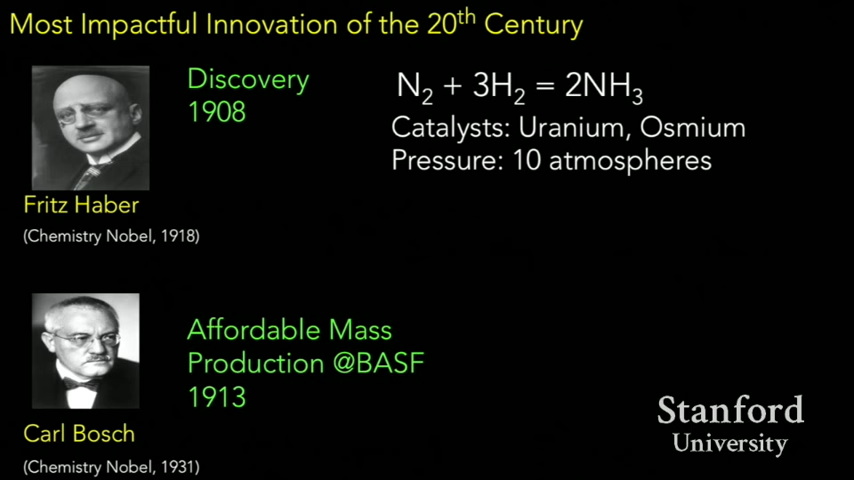 Most Impactful Innovation of the 20th Century
Discovery
1908
N2 + 3H2 = 2NH3
Catalysts: Uranium, Osmium
Pressure: 10 atmospheres
Fritz Haber
(Chemistry Nobel, 1918)
Affordable Mass
Production @BASF
1913
Carl Bosch
(Chemistry Nobel, 1931)
Stanford
University